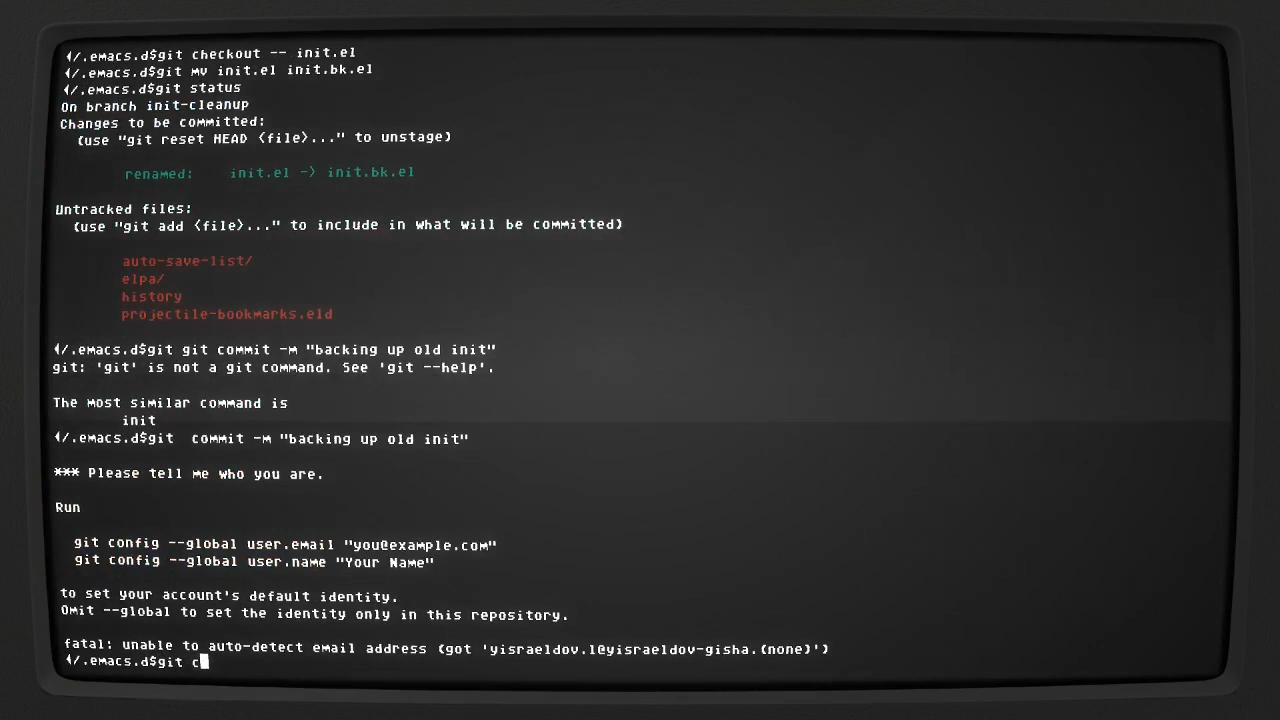 ~/.emacs.d$git checkout -- init.el
~/.emacs.d$git mv init.el init.bk.el
~/.emacs.d$git status
On branch init-cleanup
Changes to be committed:
  (use "git reset HEAD <file>..." to unstage)
        renamed:    init.el -> init.bk.el
Untracked files:
  (use "git add <file>..." to include in what will be committed)
        auto-save-list/
        elpa/
        history
        projectile-bookmarks.eld
~/.emacs.d$git git commit -m "backing up old init"
git: 'git' is not a git command. See 'git --help'.
The most similar command is
        init
~/.emacs.d$git  commit -m "backing up old init"
*** Please tell me who you are.
Run
  git config --global user.email "you@example.com"
  git config --global user.name "Your Name"
to set your account's default identity.
Omit --global to set the identity only in this repository.
fatal: unable to auto-detect email address (got 'yisraeldov.l@yisraeldov-gisha.(none)')
~/.emacs.d$git c